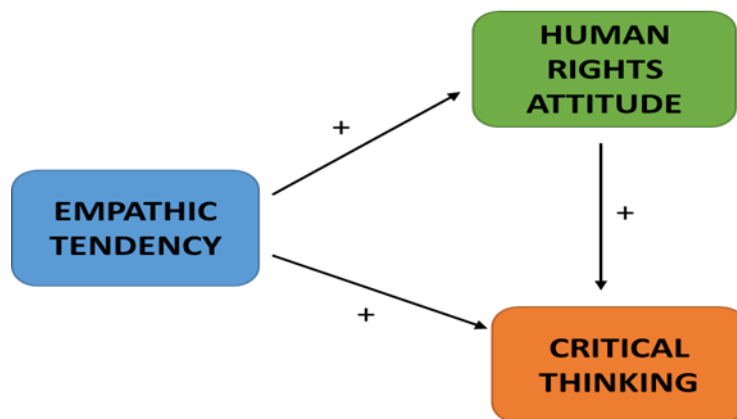 HUMAN
RIGHTS
ATTITUDE
+
EMPATHIC
TENDENCY
+
+
CRITICAL
THINKING